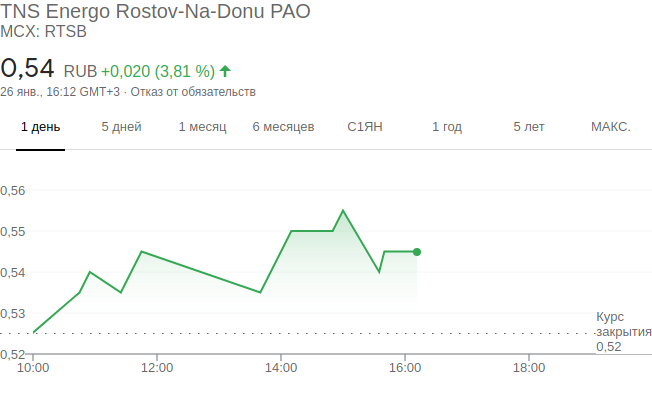 TNS Energo Rostov-Na-Donu PAO
MCX: RTSB
0,54 RUB +0,020 (3,81 %)
26 янв., 16:12 GMT+3 · Отказ от обязательств
1 день 5 дней 1 месяц 6 месяцев С1ЯН 1 год 5 лет МАКС.
0,56
0,55
0,54
0,53
Курс
закрытия
0,52
0,52
10:00 12:00 14:00 16:00 18:00